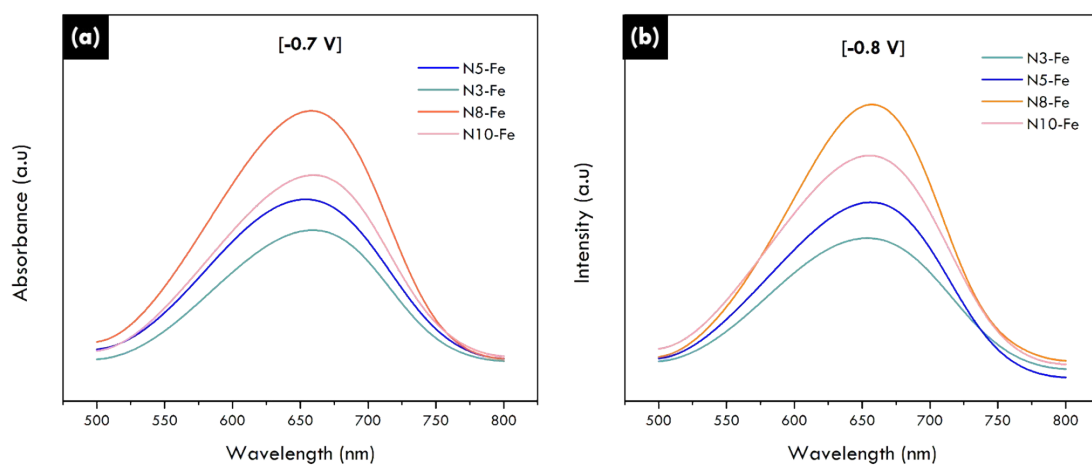 (a)
[-0.7 V]
N5-Fe
N3-Fe
N8-Fe
N10-Fe
Absorbance (a.u)
500 550 600 650 700 750 800
Wavelength (nm)
(b)
[-0.8 V]
N3-Fe
N5-Fe
N8-Fe
N10-Fe
Intensity (a.u)
500 550 600 650 700 750 800
Wavelength (nm)